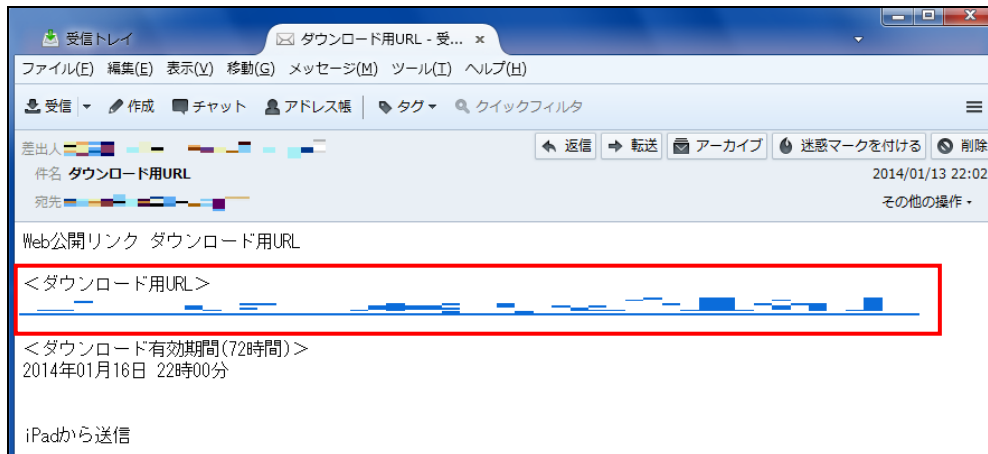 受信トレイ
ダウンロード用URL - 受... ×
ファイル(F) 編集(E) 表示(V) 移動(G) メッセージ(M) ツール(T) ヘルプ(H)
受信 作成 チャット アドレス帳 タグ クイックフィルタ
差出人 返信 転送 アーカイブ 迷惑マークを付ける 削除
件名 ダウンロード用URL 2014/01/13 22:02
宛先 その他の操作
Web公開リンク ダウンロード用URL
<ダウンロード用URL>
<ダウンロード有効期間(72時間)>
2014年01月16日 22時00分
iPadから送信